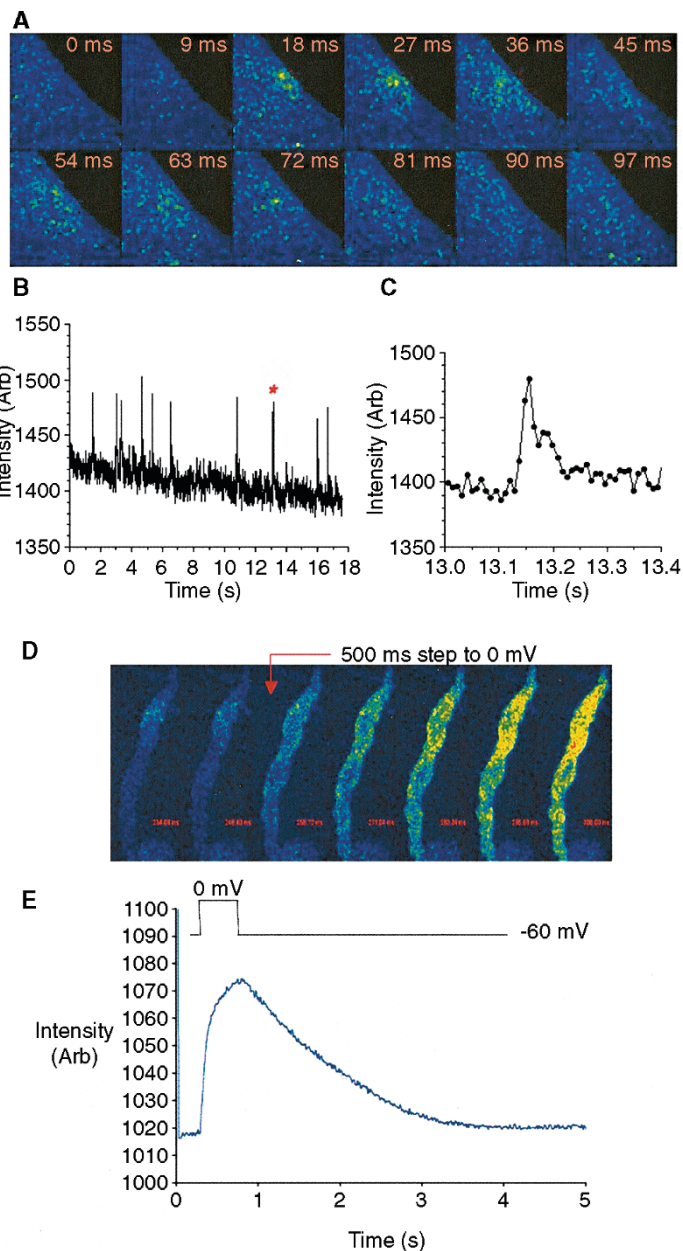 A
0 ms 9 ms 18 ms 27 ms 36 ms 45 ms
54 ms 63 ms 72 ms 81 ms 90 ms 97 ms
B
1550
1500
1450
1400
1350
Intensity (Arb)
*
0 2 4 6 8 10 12 14 16 18
Time (s)
C
1500
1450
1400
1350
Intensity (Arb)
13.0 13.1 13.2 13.3 13.4
Time (s)
D
500 ms step to 0 mV
E
0 mV
-60 mV
1100
1090
1080
1070
1060
1050
1040
1030
1020
1010
1000
Intensity
(Arb)
0 1 2 3 4 5
Time (s)